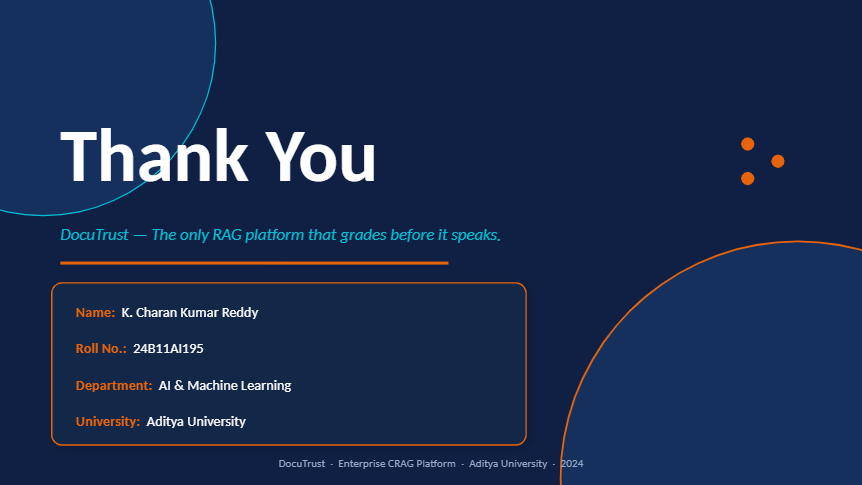 Thank You
DocuTrust — The only RAG platform that grades before it speaks.
Name: K. Charan Kumar Reddy
Roll No.: 24B11AI195
Department: AI & Machine Learning
University: Aditya University
DocuTrust · Enterprise CRAG Platform · Aditya University · 2024